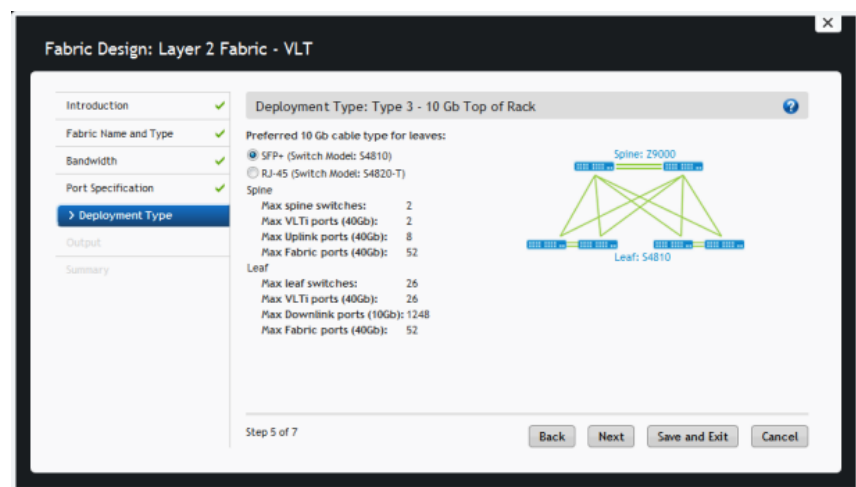 Fabric Design: Layer 2 Fabric - VLT
Introduction
Fabric Name and Type
Bandwidth
Port Specification
> Deployment Type
Output
Summary
Deployment Type: Type 3 - 10 Gb Top of Rack
Preferred 10 Gb cable type for leaves:
SFP+ (Switch Model: S4810)
RJ-45 (Switch Model: S4820-T)
Spine
Max spine switches: 2
Max VLTi ports (40Gb): 2
Max Uplink ports (40Gb): 8
Max Fabric ports (40Gb): 52
Leaf
Max leaf switches: 26
Max VLTi ports (40Gb): 26
Max Downlink ports (10Gb): 1248
Max Fabric ports (40Gb): 52
Spine: Z9000
Leaf: S4810
Step 5 of 7
Back Next Save and Exit Cancel